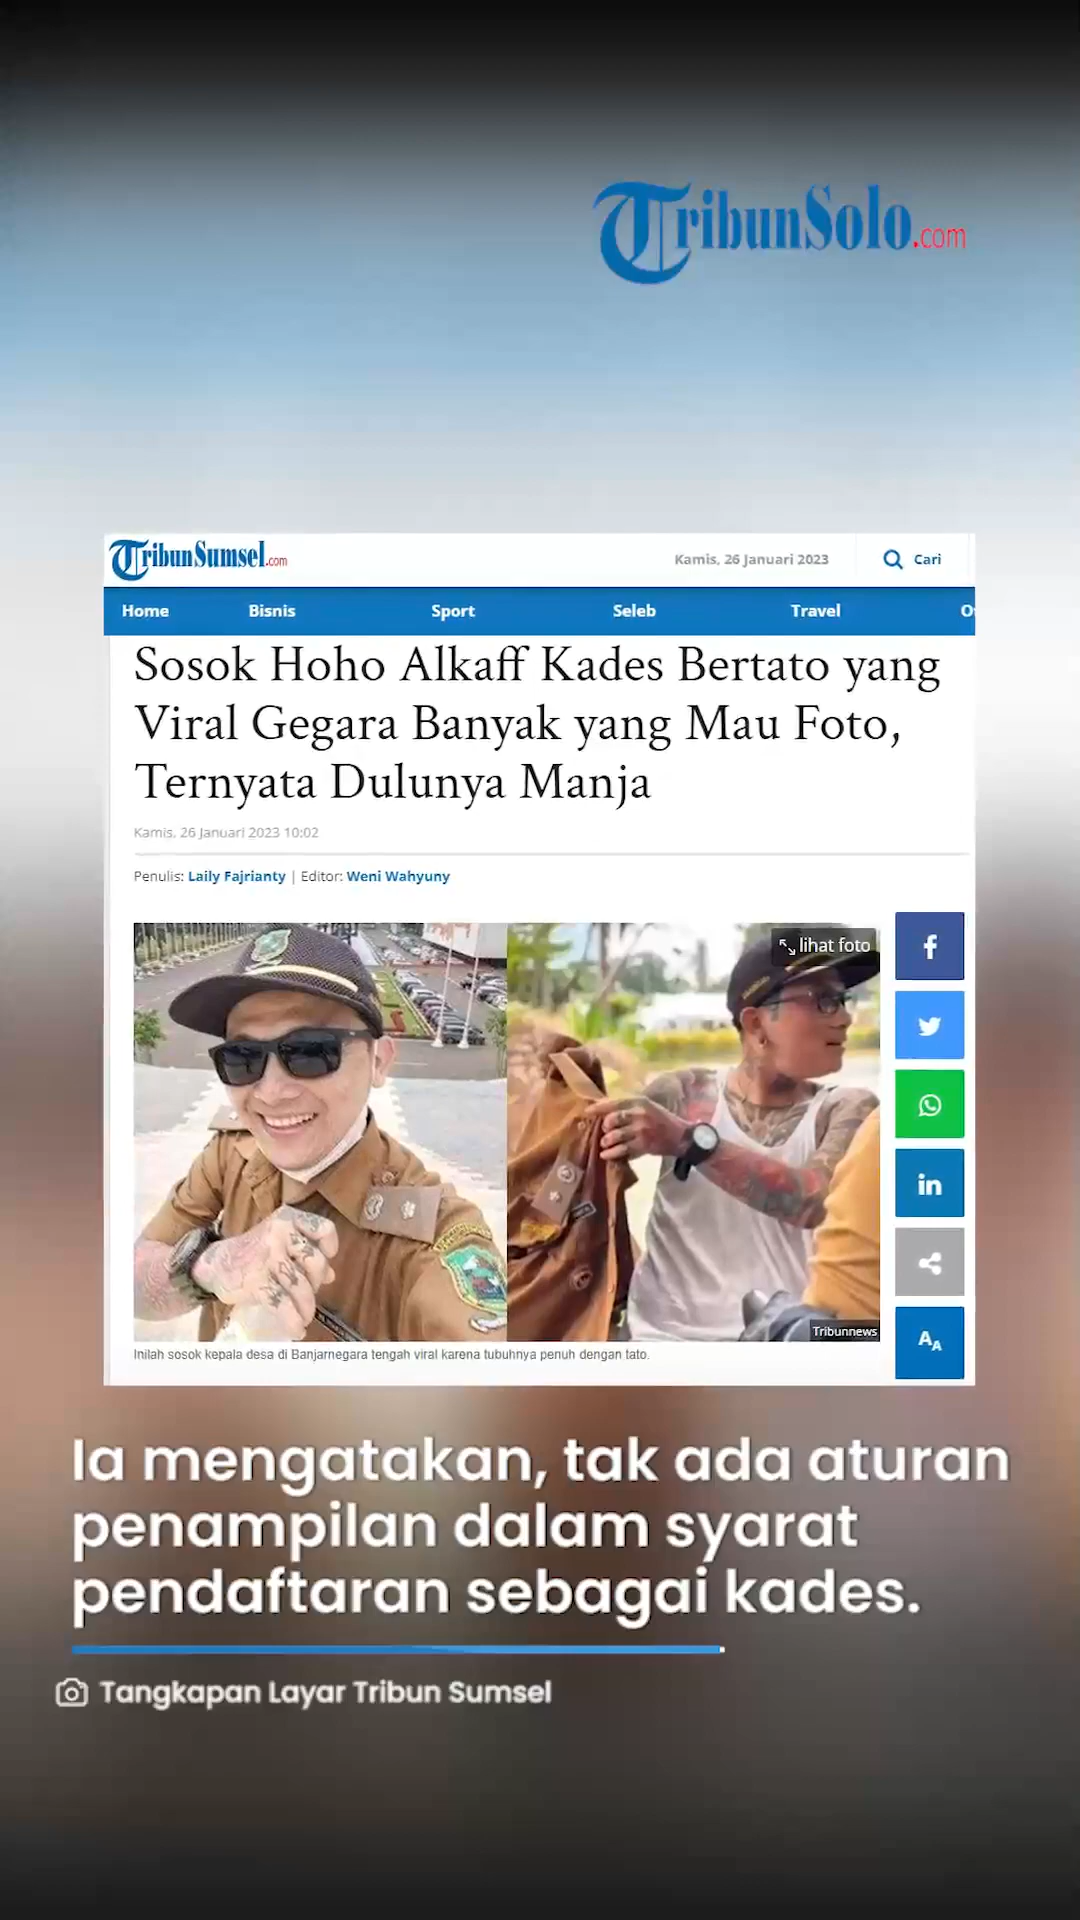 TribunSolo.com
TribunSumsel.com
Kamis, 26 Januari 2023
Cari
Home Bisnis Sport Seleb Travel
Sosok Hoho Alkaff Kades Bertato yang
Viral Gegara Banyak yang Mau Foto,
Ternyata Dulunya Manja
Kamis, 26 Januari 2023 10:02
Penulis: Laily Fajrianty | Editor: Weni Wahyuny
lihat foto
Tribunnews
Inilah sosok kepala desa di Banjarnegara tengah viral karena tubuhnya penuh dengan tato.
f
in
AA
Ia mengatakan, tak ada aturan
penampilan dalam syarat
pendaftaran sebagai kades.
Tangkapan Layar Tribun Sumsel